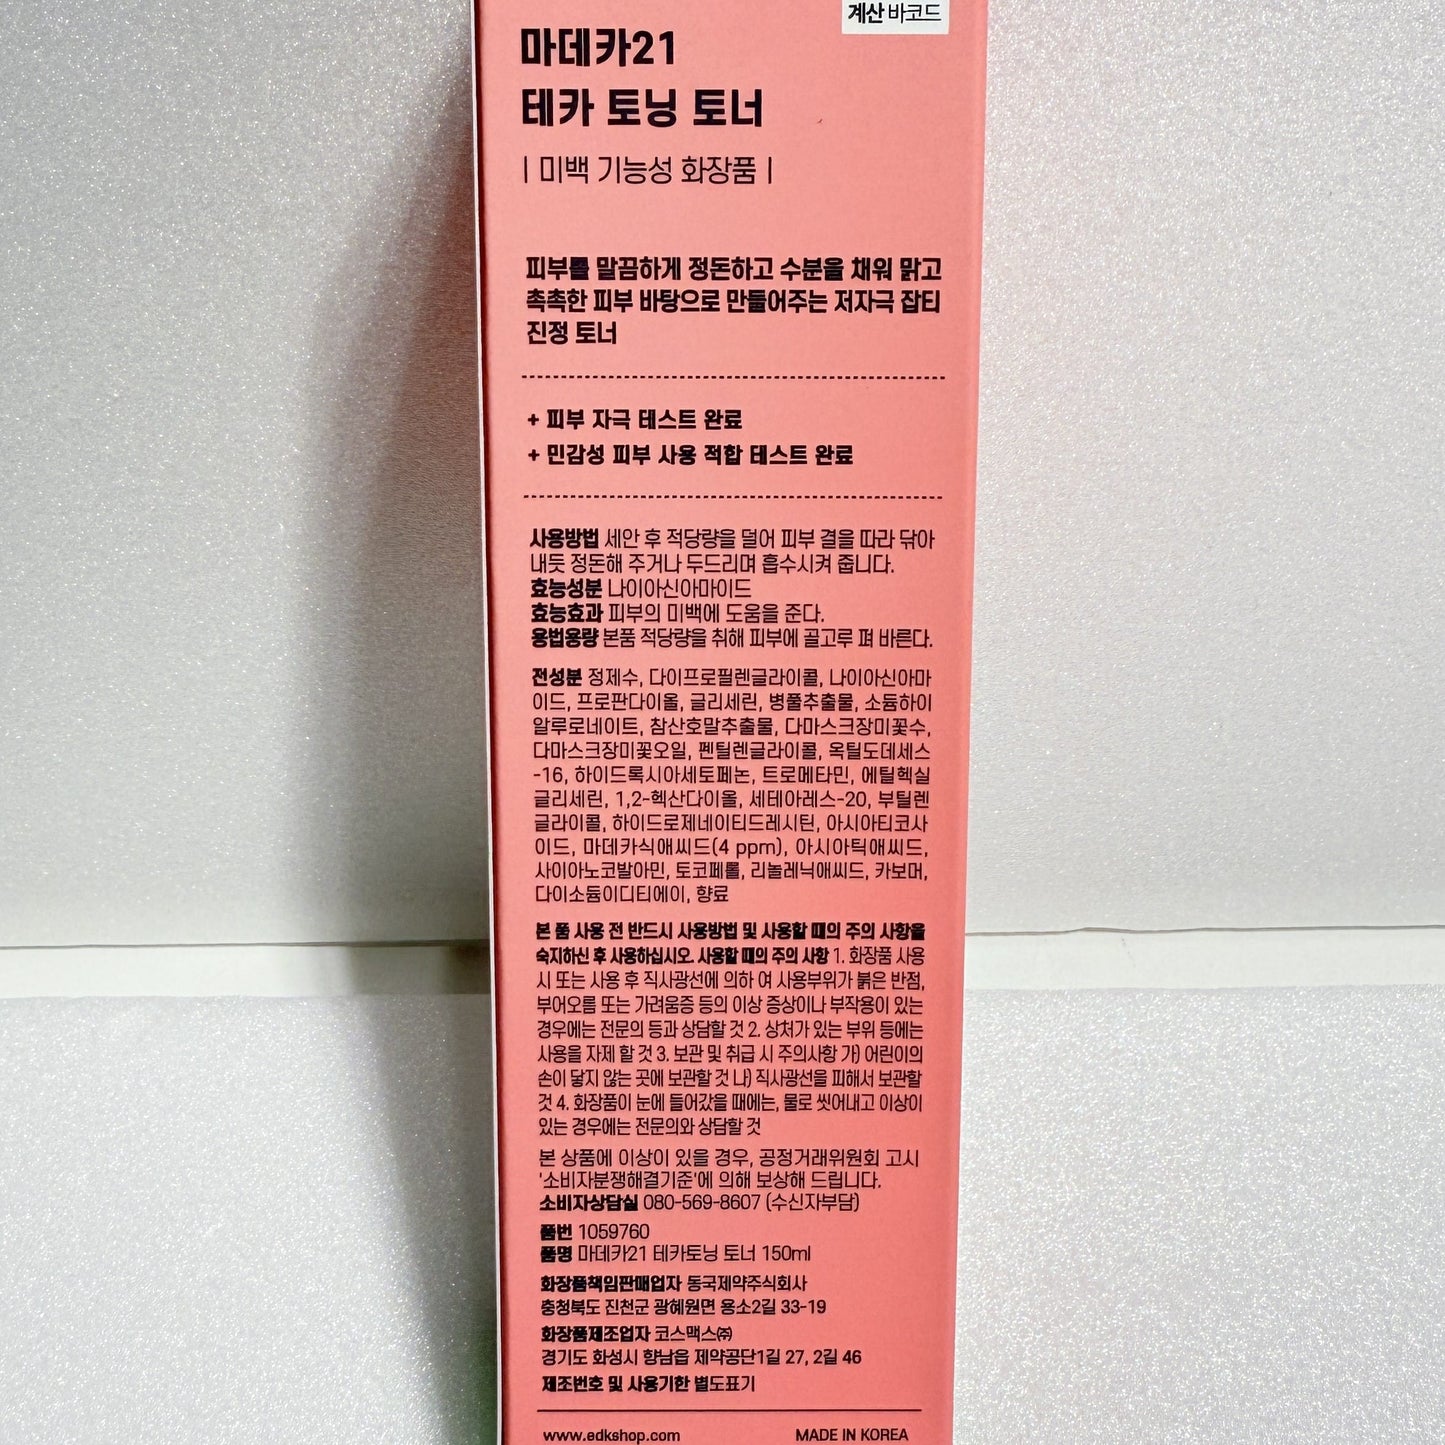 계산 바코드
마데카21
테카 토닝 토너
| 미백 기능성 화장품 |
피부를 말끔하게 정돈하고 수분을 채워 맑고
촉촉한 피부 바탕으로 만들어주는 저자극 잡티
진정 토너
+ 피부 자극 테스트 완료
+ 민감성 피부 사용 적합 테스트 완료
사용방법 세안 후 적당량을 덜어 피부 결을 따라 닦아
내듯 정돈해 주거나 두드리며 흡수시켜 줍니다.
효능성분 나이아신아마이드
효능효과 피부의 미백에 도움을 준다.
용법용량 본품 적당량을 취해 피부에 골고루 펴 바른다.
전성분 정제수, 다이프로필렌글라이콜, 나이아신아마
이드, 프로판다이올, 글리세린, 병풀추출물, 소듐하이
알루로네이트, 참산호말추출물, 다마스크장미꽃수,
다마스크장미꽃오일, 펜틸렌글라이콜, 옥틸도데세스
-16, 하이드록시아세토페논, 트로메타민, 에틸헥실
글리세린, 1,2-헥산다이올, 세테아레스-20, 부틸렌
글라이콜, 하이드로제네이티드레시틴, 아시아티코사
이드, 마데카식애씨드(4 ppm), 아시아틱애씨드,
사이아노코발아민, 토코페롤, 리놀레닉애씨드, 카보머,
다이소듐이디티에이, 향료
본 품 사용 전 반드시 사용방법 및 사용할 때의 주의 사항을
숙지하신 후 사용하십시오. 사용할 때의 주의 사항 1. 화장품 사용
시 또는 사용 후 직사광선에 의하 여 사용부위가 붉은 반점,
부어오름 또는 가려움증 등의 이상 증상이나 부작용이 있는
경우에는 전문의 등과 상담할 것 2. 상처가 있는 부위 등에는
사용을 자제 할 것 3. 보관 및 취급 시 주의사항 가) 어린이의
손이 닿지 않는 곳에 보관할 것 나) 직사광선을 피해서 보관할
것 4. 화장품이 눈에 들어갔을 때에는, 물로 씻어내고 이상이
있는 경우에는 전문의와 상담할 것
본 상품에 이상이 있을 경우, 공정거래위원회 고시
'소비자분쟁해결기준'에 의해 보상해 드립니다.
소비자상담실 080-569-8607 (수신자부담)
품번 1059760
품명 마데카21 테카토닝 토너 150ml
화장품책임판매업자 동국제약주식회사
충청북도 진천군 광혜원면 용소2길 33-19
화장품제조업자 코스맥스㈜
경기도 화성시 향남읍 제약공단1길 27, 2길 46
제조번호 및 사용기한 별도표기
www.edkshop.com MADE IN KOREA